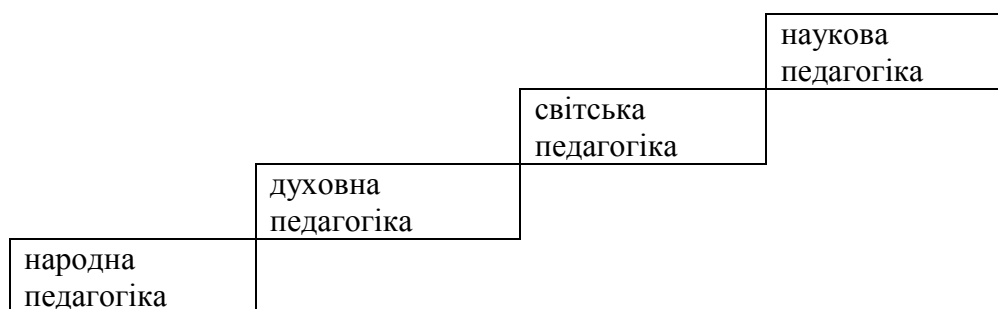 наукова
педагогіка
світська
педагогіка
духовна
педагогіка
народна
педагогіка